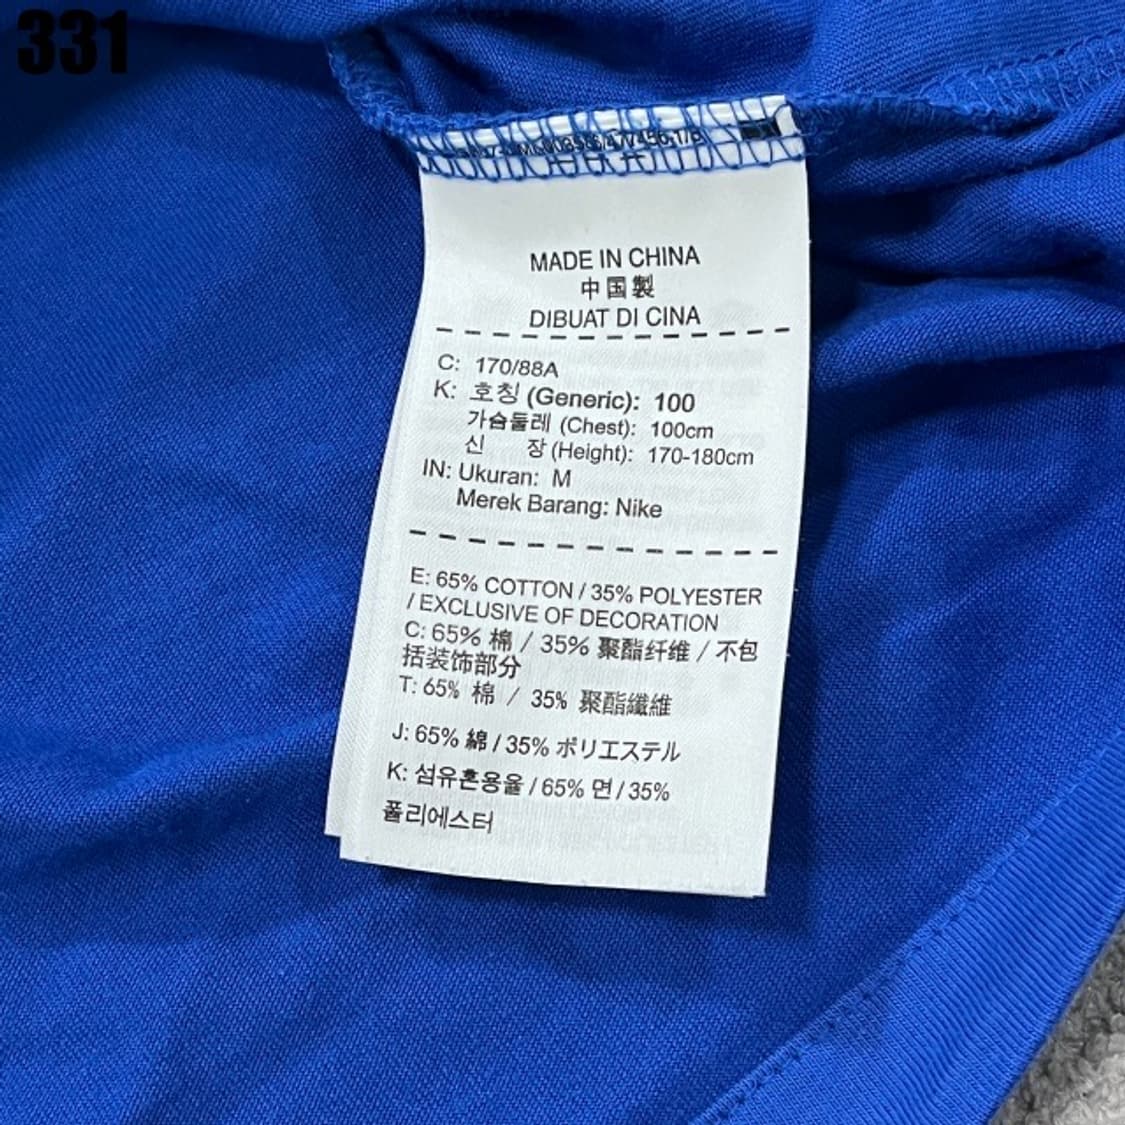 331
MADE IN CHINA
中国製
DIBUAT DI CINA
C: 170/88A
K: 호칭 (Generic): 100
가슴둘레 (Chest): 100cm
신 장 (Height): 170-180cm
IN: Ukuran: M
Merek Barang: Nike
E: 65% COTTON / 35% POLYESTER
/ EXCLUSIVE OF DECORATION
C: 65% 棉 / 35% 聚酯纤维 / 不包
括装饰部分
T: 65% 棉 / 35% 聚酯纖維
J: 65% 綿 / 35% ポリエステル
K: 섬유혼용율 / 65% 면 / 35%
폴리에스터